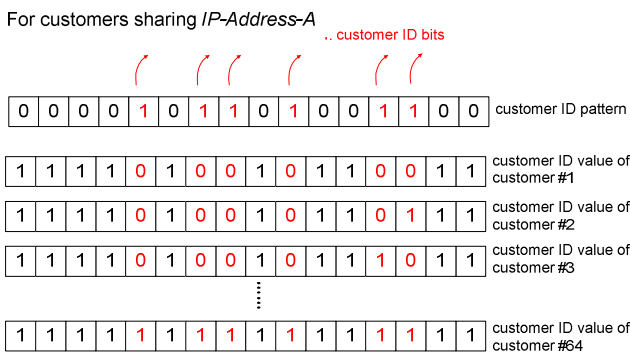 For customers sharing IP-Address-A
.. customer ID bits
0 0 0 0 1 0 1 1 0 1 0 0 1 1 0 0 customer ID pattern
1 1 1 1 0 1 0 0 1 0 1 1 0 0 1 1 customer ID value of
customer #1
1 1 1 1 0 1 0 0 1 0 1 1 0 1 1 1 customer ID value of
customer #2
1 1 1 1 0 1 0 0 1 0 1 1 1 0 1 1 customer ID value of
customer #3
1 1 1 1 1 1 1 1 1 1 1 1 1 1 1 1 customer ID value of
customer #64